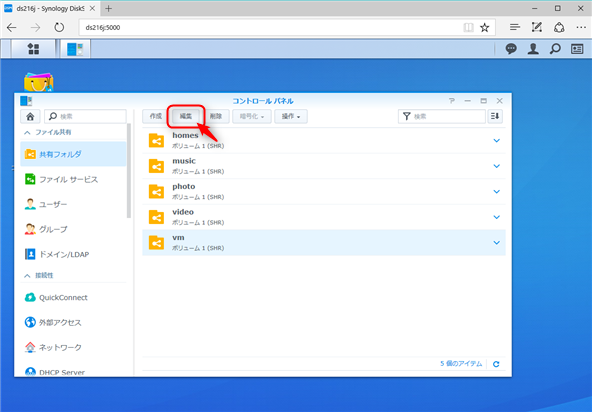 ds216j - Synology DiskS
ds216j:5000
コントロール パネル
検索
作成 編集 削除 暗号化 操作 検索
ファイル共有
共有フォルダ
ファイル サービス
ユーザー
グループ
ドメイン/LDAP
接続性
QuickConnect
外部アクセス
ネットワーク
DHCP Server
homes
ボリューム 1 (SHR)
music
ボリューム 1 (SHR)
photo
ボリューム 1 (SHR)
video
ボリューム 1 (SHR)
vm
ボリューム 1 (SHR)
5 個のアイテム